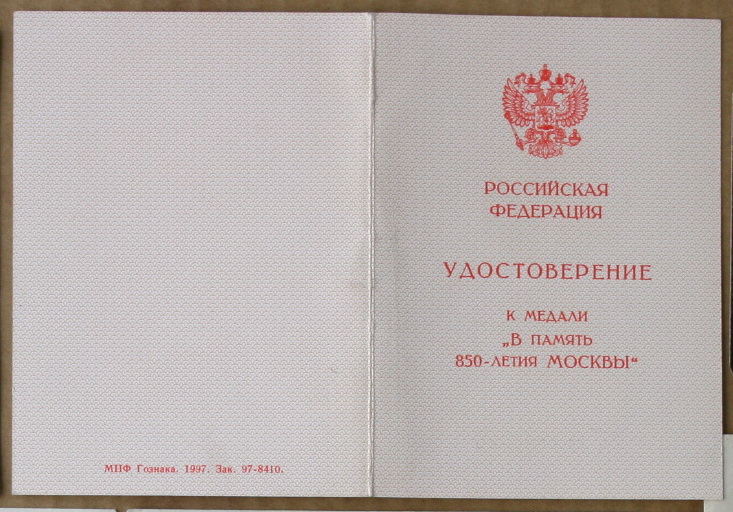 РОССИЙСКАЯ
ФЕДЕРАЦИЯ
УДОСТОВЕРЕНИЕ
К МЕДАЛИ
„В ПАМЯТЬ
850-ЛЕТИЯ МОСКВЫ“
МПФ Гознака. 1997. Зак. 97-8410.